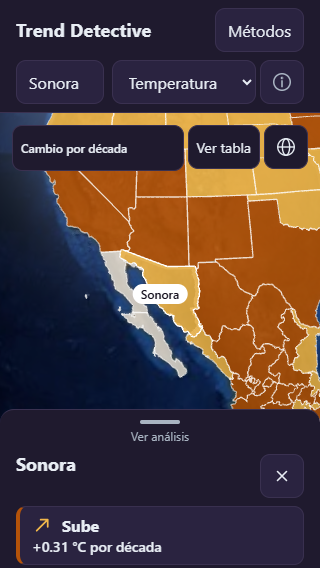 Trend Detective
Métodos
Sonora
Temperatura
Cambio por década
Ver tabla
Sonora
Ver análisis
Sonora
Sube
+0.31 °C por década